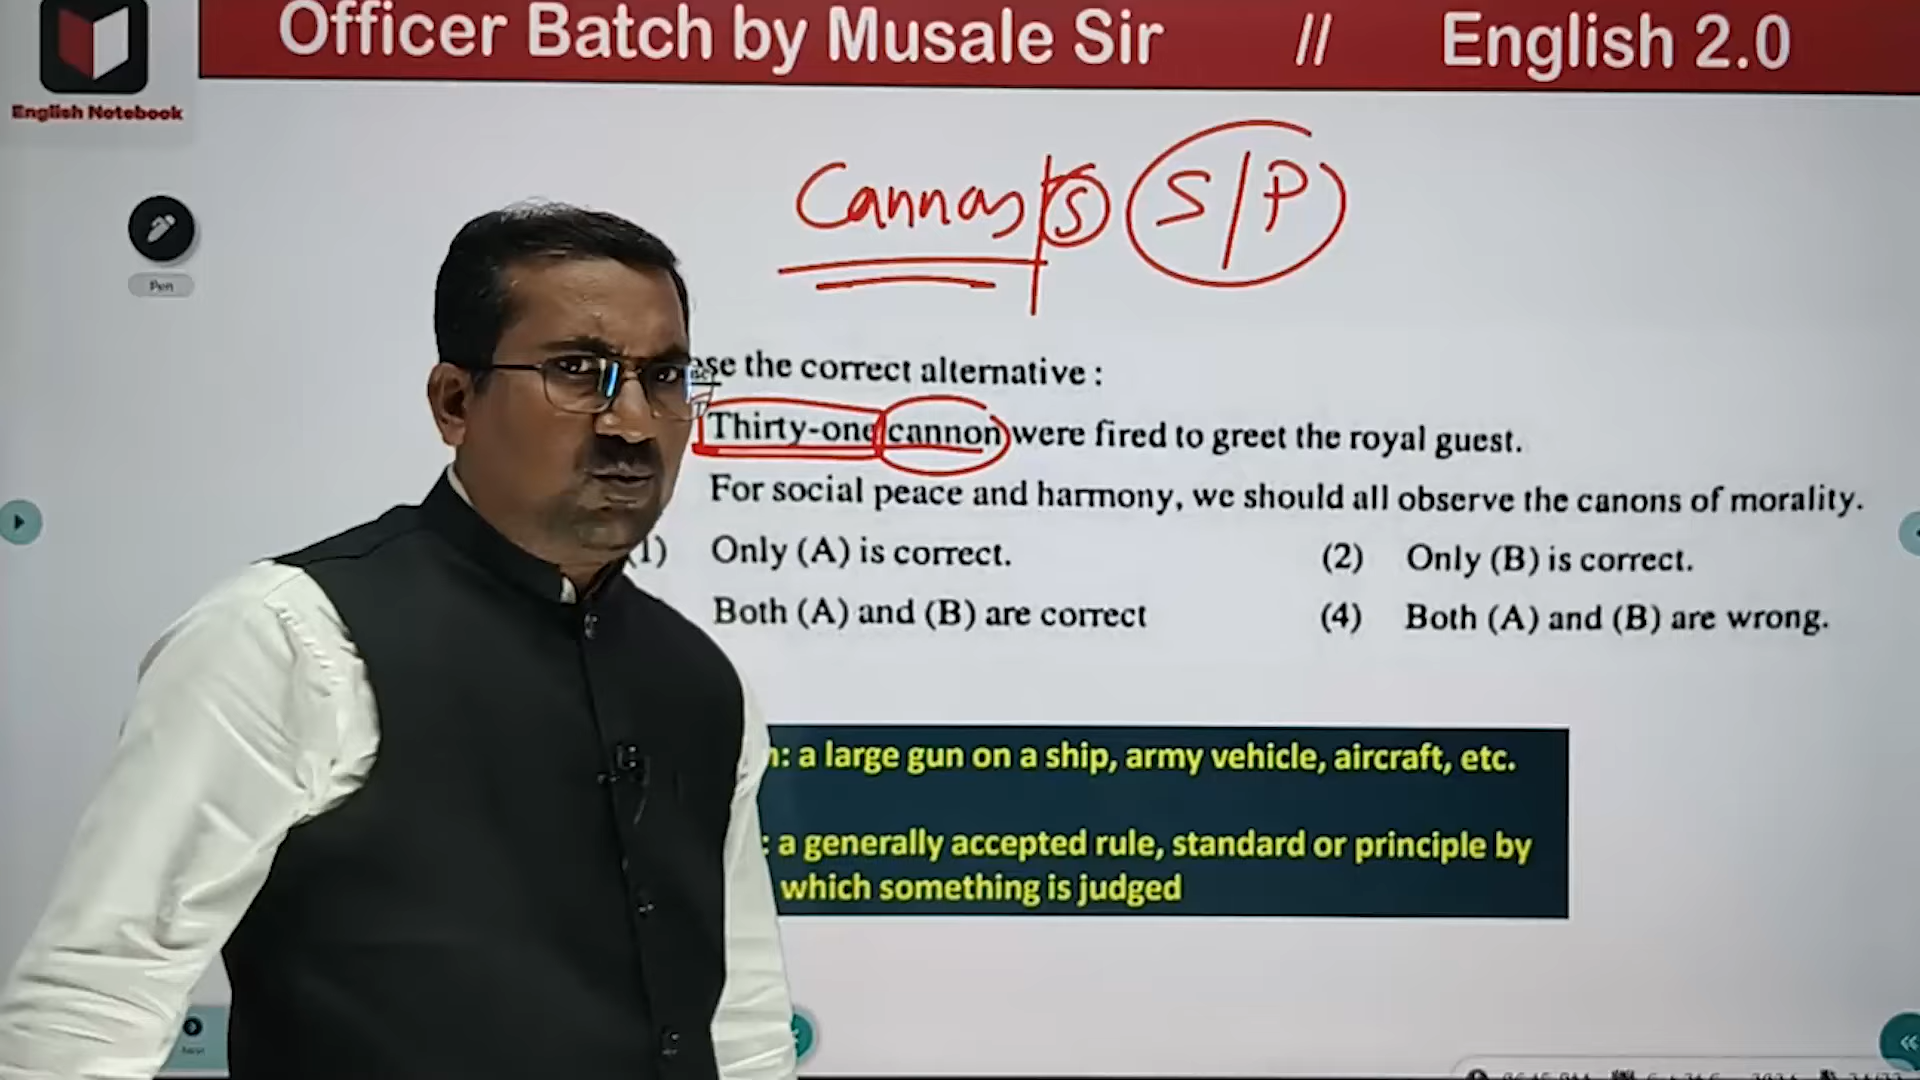 Officer Batch by Musale Sir // English 2.0
English Notebook
Pen
Cannon s S/P
the correct alternative :
Thirty-one cannon were fired to greet the royal guest.
For social peace and harmony, we should all observe the canons of morality.
(1) Only (A) is correct. (2) Only (B) is correct.
Both (A) and (B) are correct (4) Both (A) and (B) are wrong.
: a large gun on a ship, army vehicle, aircraft, etc.
: a generally accepted rule, standard or principle by
which something is judged